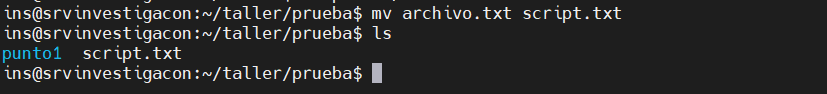 ins@srvinvestigacon:~/taller/prueba$ mv archivo.txt script.txt
ins@srvinvestigacon:~/taller/prueba$ ls
punto1  script.txt
ins@srvinvestigacon:~/taller/prueba$